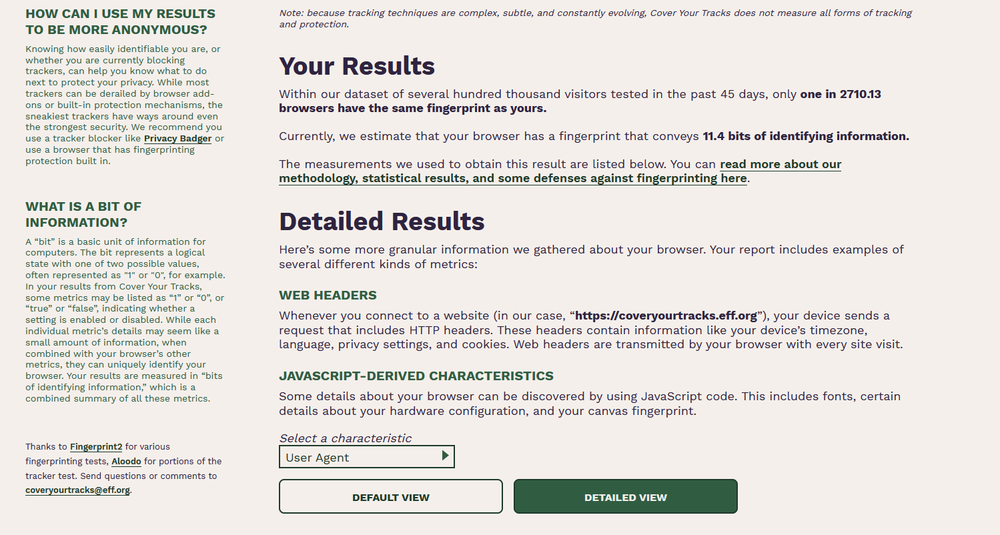 HOW CAN I USE MY RESULTS
TO BE MORE ANONYMOUS?
Knowing how easily identifiable you are, or
whether you are currently blocking
trackers, can help you know what to do
next to protect your privacy. While most
trackers can be derailed by browser add-
ons or built-in protection mechanisms, the
sneakiest trackers have ways around even
the strongest security. We recommend you
use a tracker blocker like Privacy Badger or
use a browser that has fingerprinting
protection built in.
WHAT IS A BIT OF
INFORMATION?
A “bit” is a basic unit of information for
computers. The bit represents a logical
state with one of two possible values,
often represented as "1" or "0", for example.
In your results from Cover Your Tracks,
some metrics may be listed as “1” or “0”, or
“true” or “false”, indicating whether a
setting is enabled or disabled. While each
individual metric’s details may seem like a
small amount of information, when
combined with your browser’s other
metrics, they can uniquely identify your
browser. Your results are measured in “bits
of identifying information,” which is a
combined summary of all these metrics.
Thanks to Fingerprint2 for various
fingerprinting tests, Aloodo for portions of the
tracker test. Send questions or comments to
coveryourtracks@eff.org.
Note: because tracking techniques are complex, subtle, and constantly evolving, Cover Your Tracks does not measure all forms of tracking
and protection.
Your Results
Within our dataset of several hundred thousand visitors tested in the past 45 days, only one in 2710.13
browsers have the same fingerprint as yours.
Currently, we estimate that your browser has a fingerprint that conveys 11.4 bits of identifying information.
The measurements we used to obtain this result are listed below. You can read more about our
methodology, statistical results, and some defenses against fingerprinting here.
Detailed Results
Here’s some more granular information we gathered about your browser. Your report includes examples of
several different kinds of metrics:
WEB HEADERS
Whenever you connect to a website (in our case, “https://coveryourtracks.eff.org”), your device sends a
request that includes HTTP headers. These headers contain information like your device’s timezone,
language, privacy settings, and cookies. Web headers are transmitted by your browser with every site visit.
JAVASCRIPT-DERIVED CHARACTERISTICS
Some details about your browser can be discovered by using JavaScript code. This includes fonts, certain
details about your hardware configuration, and your canvas fingerprint.
Select a characteristic
User Agent
DEFAULT VIEW
DETAILED VIEW